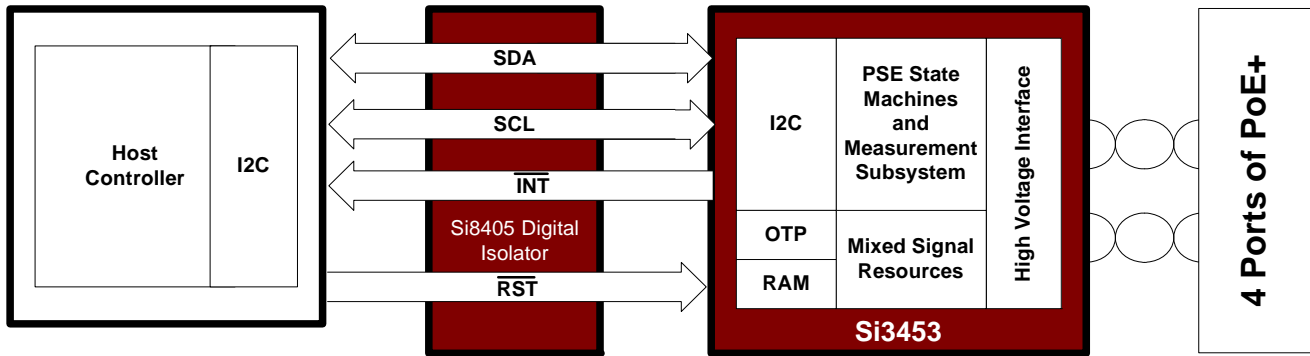 Host
Controller
I2C
SDA
SCL
INT
Si8405 Digital
Isolator
RST
I2C
PSE State
Machines
and
Measurement
Subsystem
OTP
RAM
Mixed Signal
Resources
High Voltage Interface
Si3453
4 Ports of PoE+